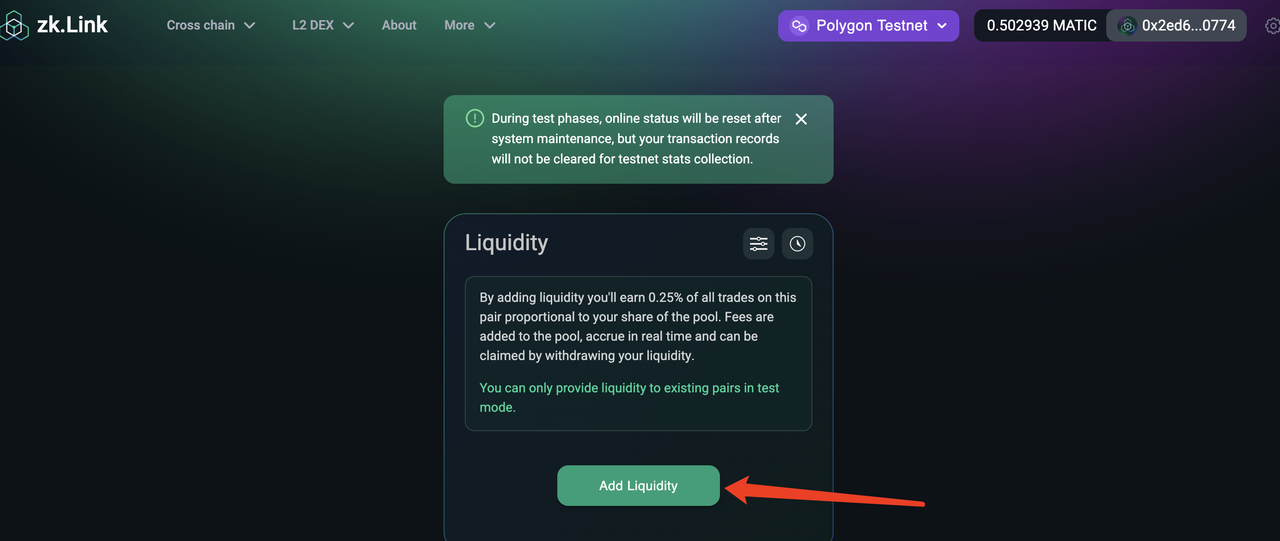 zk.Link
Cross chain
L2 DEX
About
More
Polygon Testnet
0.502939 MATIC
0x2ed6...0774
During test phases, online status will be reset after
system maintenance, but your transaction records
will not be cleared for testnet stats collection.
Liquidity
By adding liquidity you'll earn 0.25% of all trades on this
pair proportional to your share of the pool. Fees are
added to the pool, accrue in real time and can be
claimed by withdrawing your liquidity.
You can only provide liquidity to existing pairs in test
mode.
Add Liquidity